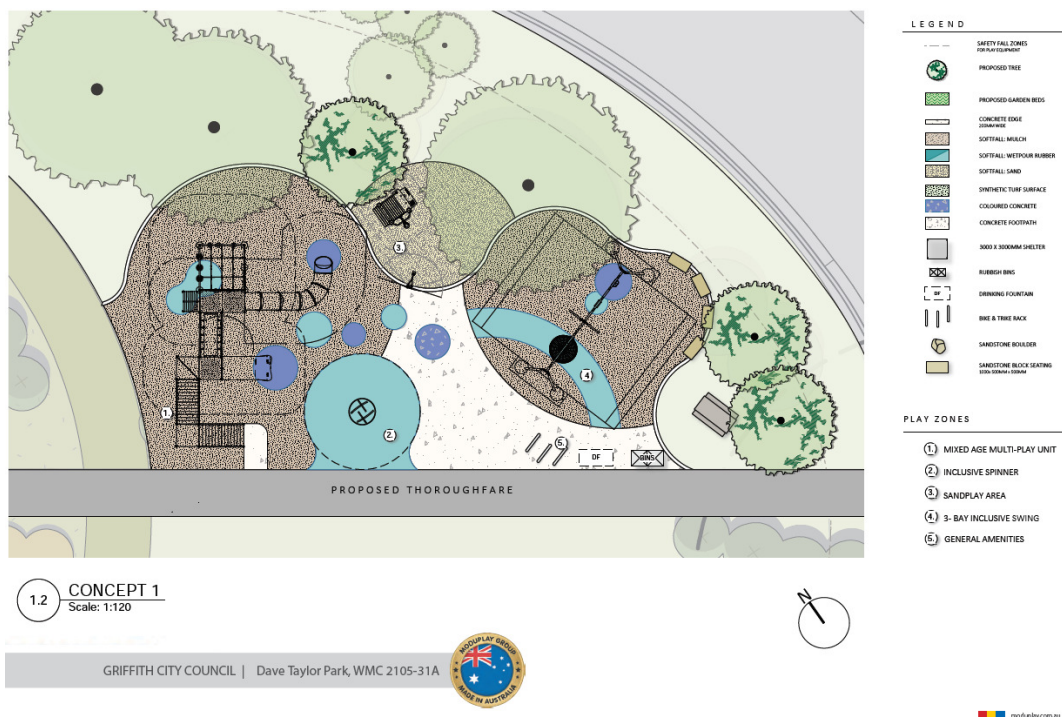 LEGEND
SAFETY FALL ZONES
FOR PLAY EQUIPMENT
PROPOSED TREE
PROPOSED GARDEN BEDS
CONCRETE EDGE
200MM WIDE
SOFTFALL: MULCH
SOFTFALL: WETPOUR RUBBER
SOFTFALL: SAND
SYNTHETIC TURF SURFACE
COLOURED CONCRETE
CONCRETE FOOTPATH
3000 X 3000MM SHELTER
RUBBISH BINS
DF DRINKING FOUNTAIN
BIKE & TRIKE RACK
SANDSTONE BOULDER
SANDSTONE BLOCK SEATING
PLAY ZONES
1. MIXED AGE MULTI-PLAY UNIT
2. INCLUSIVE SPINNER
3. SANDPLAY AREA
4. 3- BAY INCLUSIVE SWING
5. GENERAL AMENITIES
3.
4.
1.
2.
5.
DF
BINS
PROPOSED THOROUGHFARE
1.2 CONCEPT 1
Scale: 1:120
N
GRIFFITH CITY COUNCIL | Dave Taylor Park, WMC 2105-31A
MODUPLAY GROUP
MADE IN AUSTRALIA
moduplay.com.au